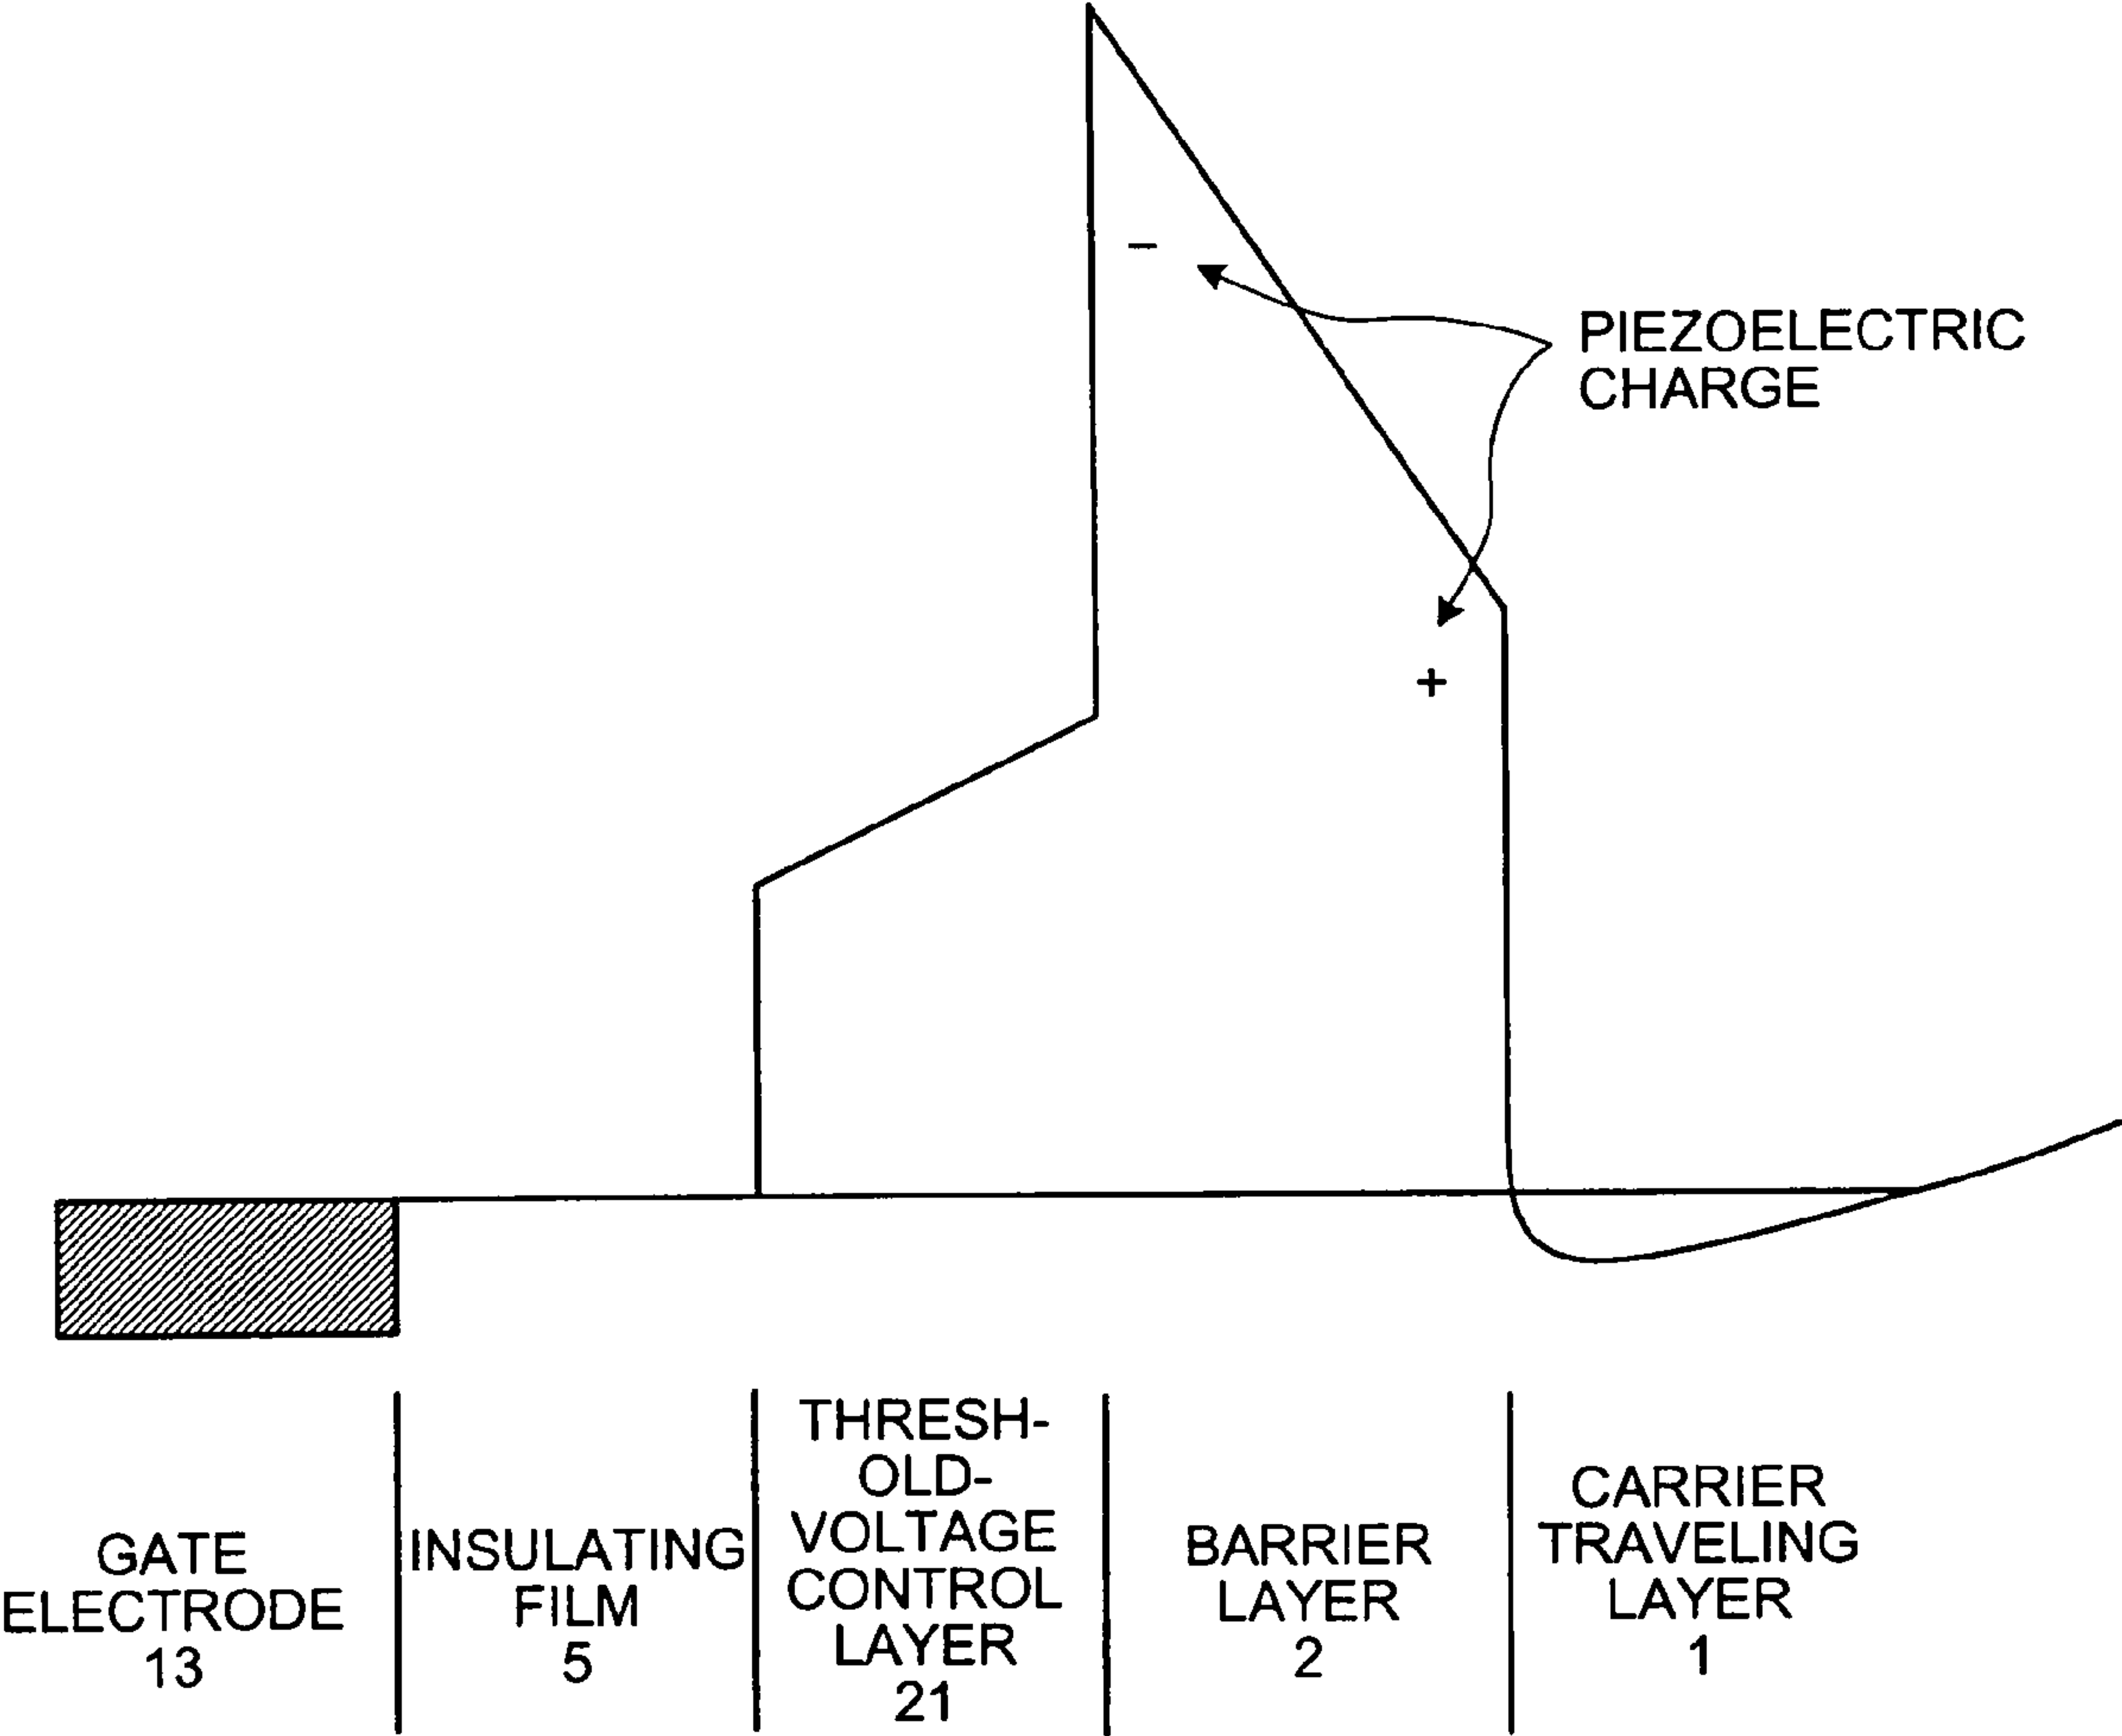 −
PIEZOELECTRIC
CHARGE
+
GATE
ELECTRODE
13
INSULATING
FILM
5
THRESH-
OLD-
VOLTAGE
CONTROL
LAYER
21
BARRIER
LAYER
2
CARRIER
TRAVELING
LAYER
1